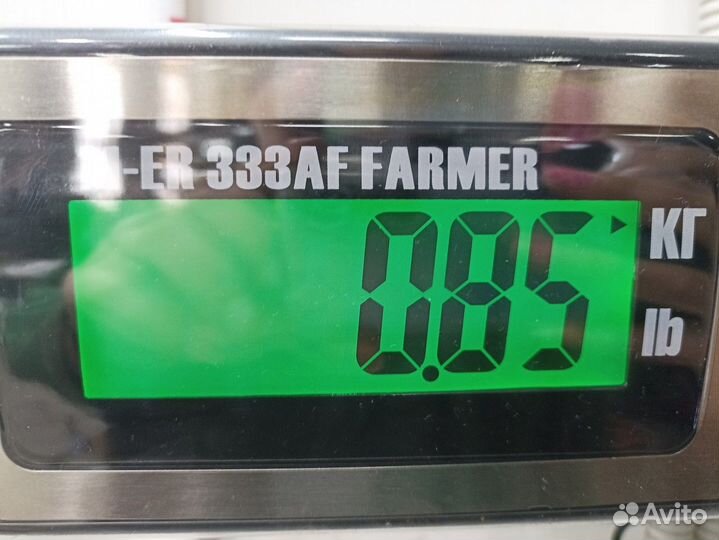 M-ER 333AF FARMER
0.85 КГ
lb
Avito